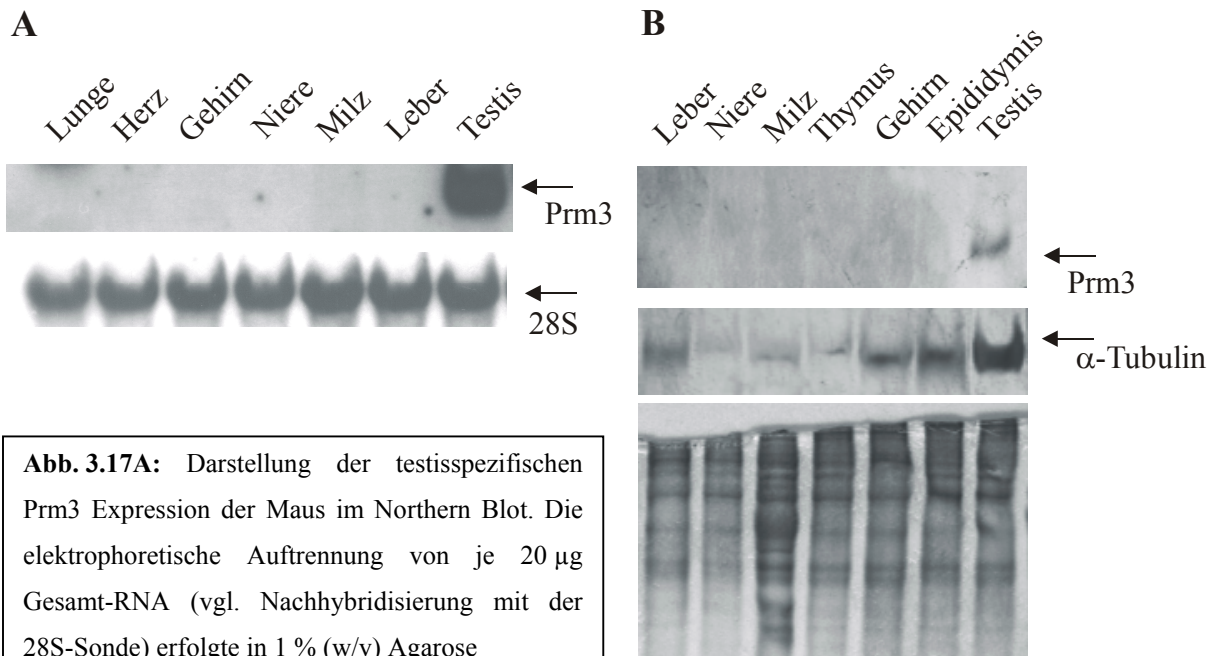 A
Lunge
Herz
Gehirn
Niere
Milz
Leber
Testis
Prm3
28S
B
Leber
Niere
Milz
Thymus
Gehirn
Epididymis
Testis
Prm3
α-Tubulin
Abb. 3.17A: Darstellung der testisspezifischen
Prm3 Expression der Maus im Northern Blot. Die
elektrophoretische Auftrennung von je 20 µg
Gesamt-RNA (vgl. Nachhybridisierung mit der
28S-Sonde) erfolgte in 1 % (w/v) Agarose